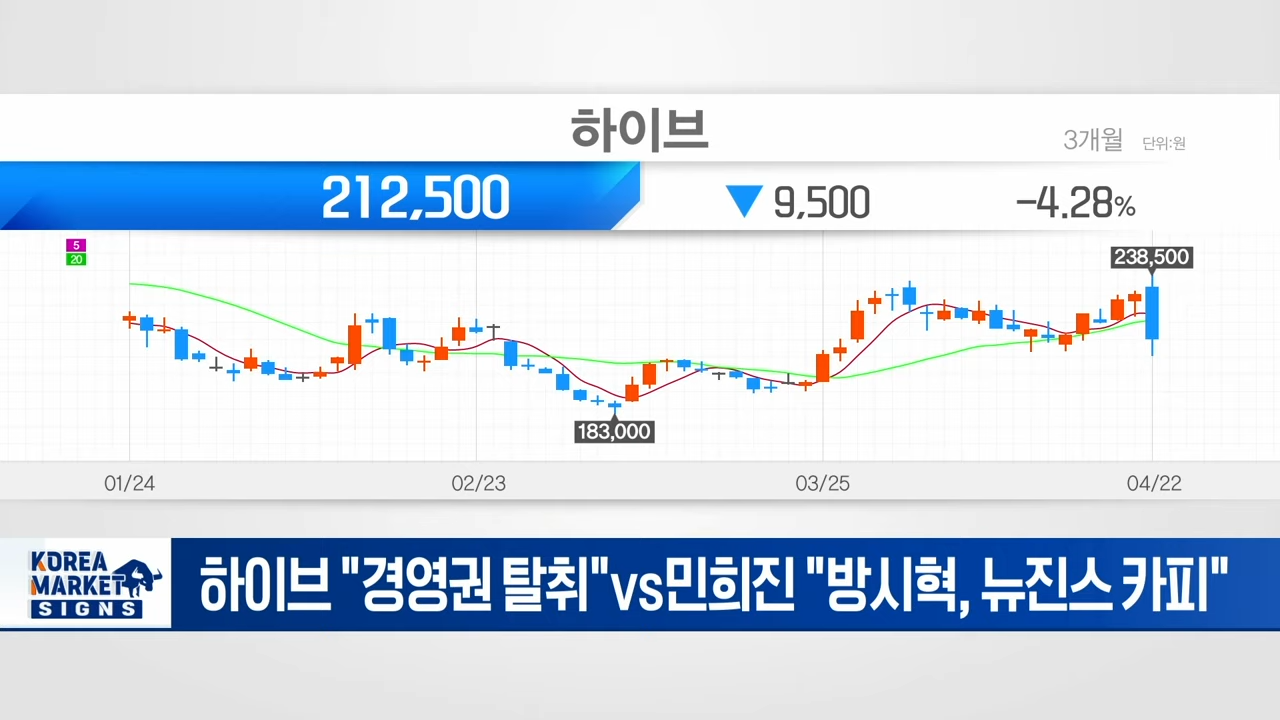 하이브
3개월 단위:원
212,500 ▼ 9,500 -4.28%
5
20
238,500
183,000
01/24 02/23 03/25 04/22
KOREA
MARKET
SIGNS
하이브 "경영권 탈취"vs민희진 "방시혁, 뉴진스 카피"